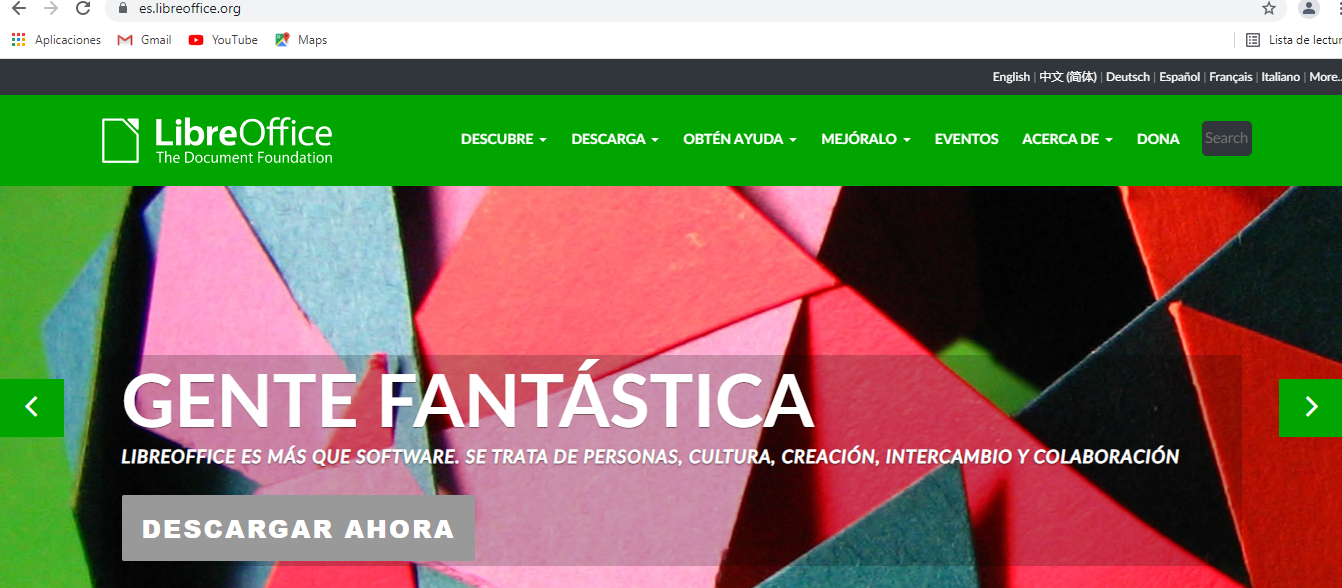 es.libreoffice.org
Aplicaciones Gmail YouTube Maps Lista de lectur
English | 中文 (简体) | Deutsch | Español | Français | Italiano | More..
LibreOffice
The Document Foundation
DESCUBRE DESCARGA OBTÉN AYUDA MEJÓRALO EVENTOS ACERCA DE DONA Search
GENTE FANTÁSTICA
LIBREOFFICE ES MÁS QUE SOFTWARE. SE TRATA DE PERSONAS, CULTURA, CREACIÓN, INTERCAMBIO Y COLABORACIÓN
DESCARGAR AHORA